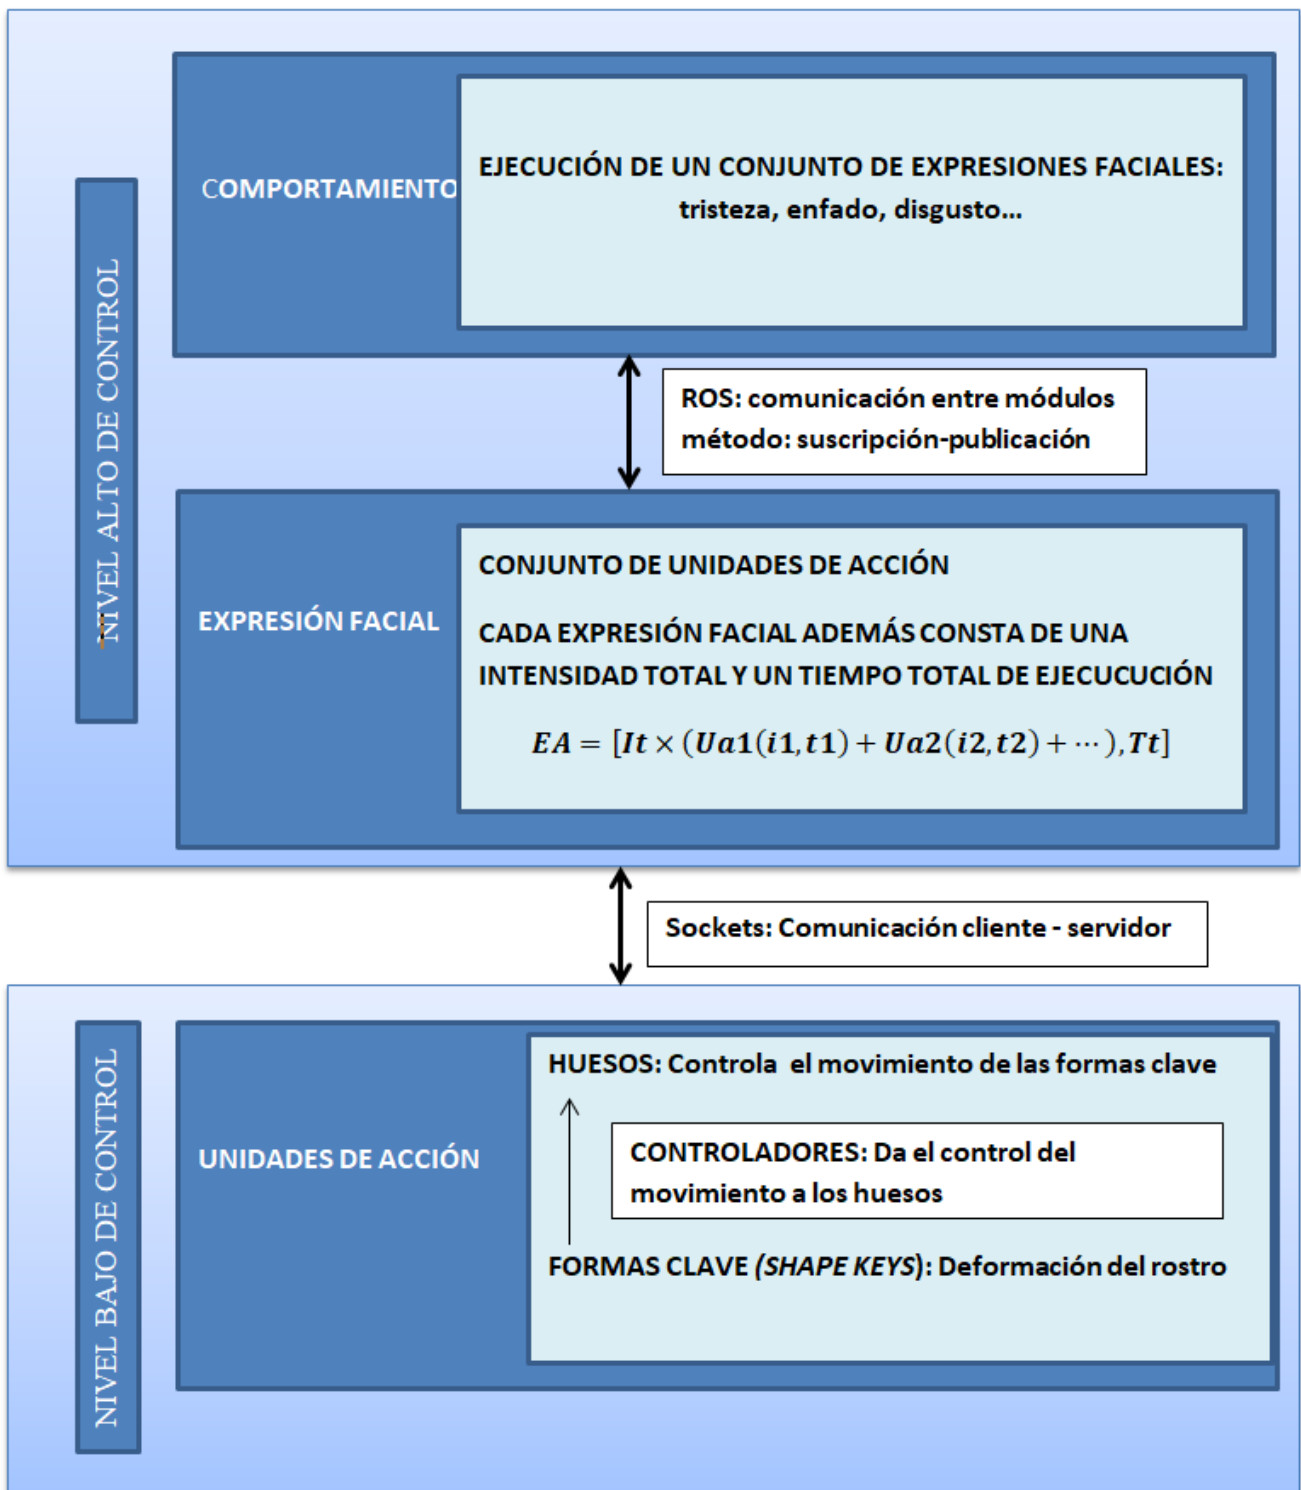 NIVEL ALTO DE CONTROL
COMPORTAMIENTO
EJECUCIÓN DE UN CONJUNTO DE EXPRESIONES FACIALES:
tristeza, enfado, disgusto...
ROS: comunicación entre módulos
método: suscripción-publicación
EXPRESIÓN FACIAL
CONJUNTO DE UNIDADES DE ACCIÓN
CADA EXPRESIÓN FACIAL ADEMÁS CONSTA DE UNA
INTENSIDAD TOTAL Y UN TIEMPO TOTAL DE EJECUCUCIÓN
EA = [It × (Ua1(i1, t1) + Ua2(i2, t2) + ⋯ ), Tt]
Sockets: Comunicación cliente - servidor
NIVEL BAJO DE CONTROL
UNIDADES DE ACCIÓN
HUESOS: Controla el movimiento de las formas clave
CONTROLADORES: Da el control del
movimiento a los huesos
FORMAS CLAVE (SHAPE KEYS): Deformación del rostro